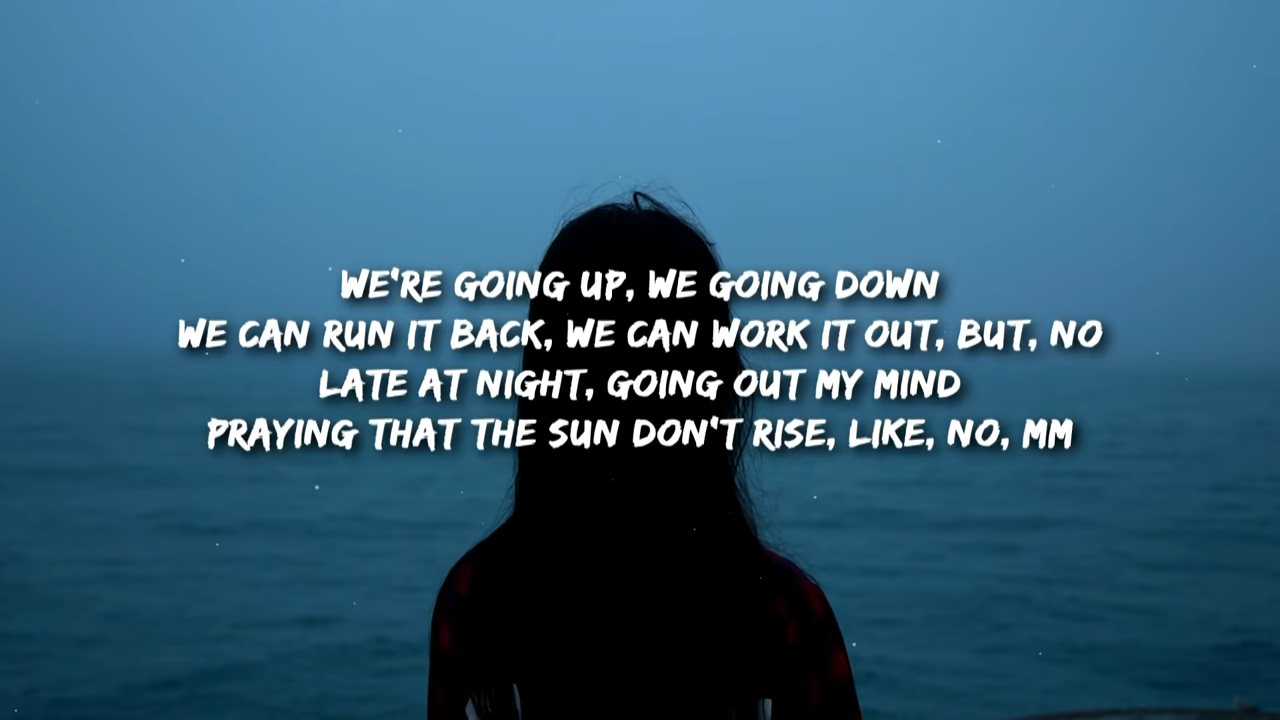 WE'RE GOING UP, WE GOING DOWN
WE CAN RUN IT BACK, WE CAN WORK IT OUT, BUT, NO
LATE AT NIGHT, GOING OUT MY MIND
PRAYING THAT THE SUN DON'T RISE, LIKE, NO, MM